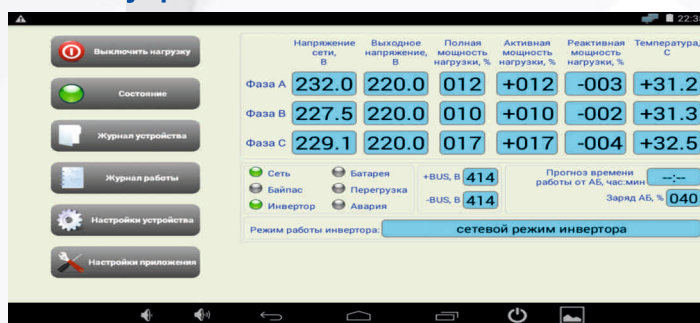 22:3
Выключить нагрузку
Состояние
Журнал устройства
Журнал работы
Настройки устройства
Настройки приложения
Напряжение сети, В
Выходное напряжение, В
Полная мощность нагрузки, %
Активная мощность нагрузки, %
Реактивная мощность нагрузки, %
Температура, С
Фаза A 232.0 220.0 012 +012 -003 +31.2
Фаза B 227.5 220.0 010 +010 -002 +31.3
Фаза C 229.1 220.0 017 +017 -004 +32.5
Сеть
Байпас
Инвертор
Батарея
Перегрузка
Авария
+BUS, В 414
-BUS, В 414
Прогноз времени
работы от АБ, час:мин --:--
Заряд АБ, % 040
Режим работы инвертора: сетевой режим инвертора